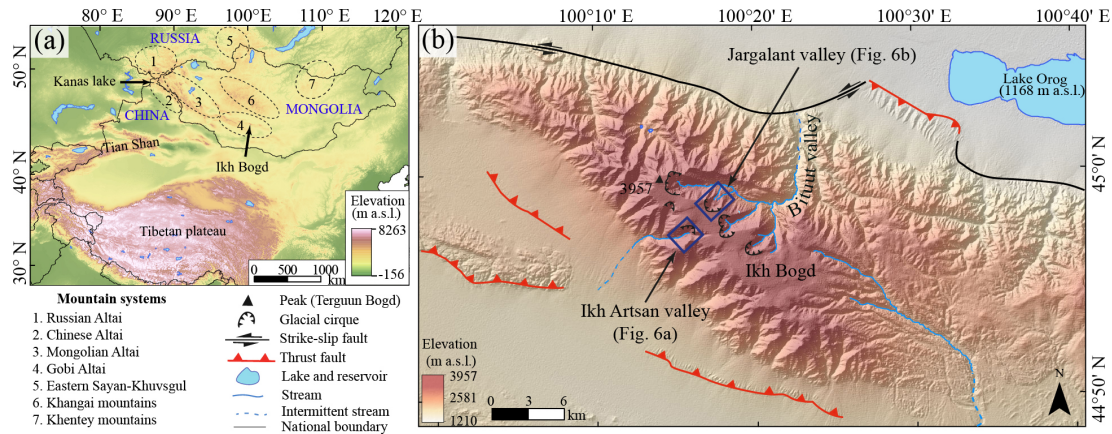 80° E
90° E
100° E
110° E
120° E
(a)
RUSSIA
50° N
40° N
30° N
1
2
3
4
5
6
7
Kanas lake
CHINA
MONGOLIA
Tian Shan
Ikh Bogd
Tibetan plateau
Elevation
(m a.s.l.)
8263
-156
0 500 1000
km
Mountain systems
1. Russian Altai
2. Chinese Altai
3. Mongolian Altai
4. Gobi Altai
5. Eastern Sayan-Khuvsgul
6. Khangai mountains
7. Khentey mountains
Peak (Terguun Bogd)
Glacial cirque
Strike-slip fault
Thrust fault
Lake and reservoir
Stream
Intermittent stream
National boundary
100°10' E
100°20' E
100°30' E
100°40' E
(b)
Jargalant valley (Fig. 6b)
Lake Orog
(1168 m a.s.l.)
Bituut valley
45°0' N
3957
Ikh Bogd
Ikh Artsan valley
(Fig. 6a)
Elevation
(m a.s.l.)
3957
2581
1210
0 3 6
km
N
44°50' N